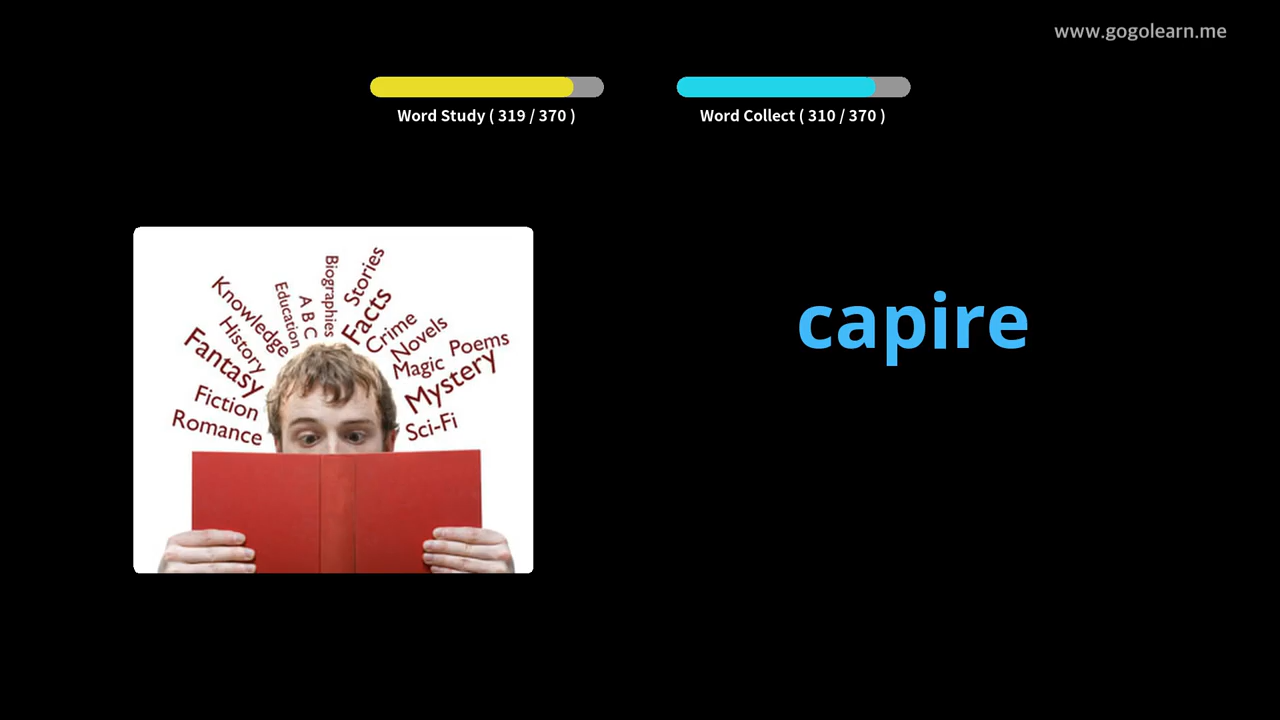 www.gogolearn.me
Word Study ( 319 / 370 )
Word Collect ( 310 / 370 )
Knowledge
Education
A B C
Biographies
Stories
Facts
Crime
Novels
Poems
History
Fantasy
Magic
Mystery
Fiction
Romance
Sci-Fi
capire